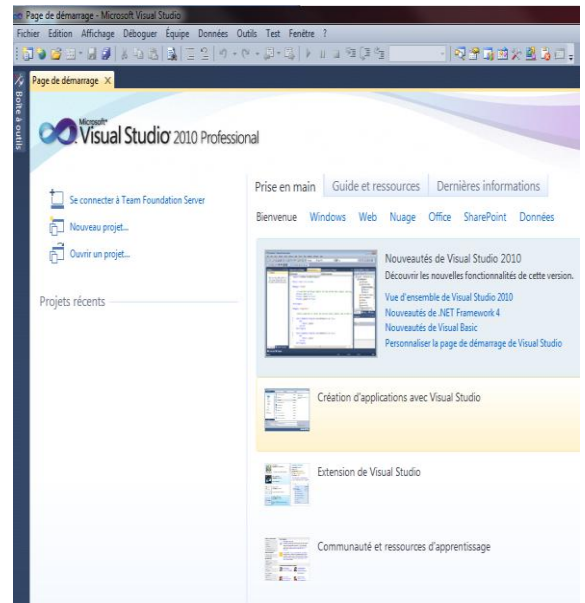 Page de démarrage - Microsoft Visual Studio
Fichier Edition Affichage Déboguer Équipe Données Outils Test Fenêtre ?
Page de démarrage X
Boîte à outils
Microsoft
Visual Studio 2010 Professional
Se connecter à Team Foundation Server
Nouveau projet...
Ouvrir un projet...
Projets récents
Prise en main Guide et ressources Dernières informations
Bienvenue Windows Web Nuage Office SharePoint Données
Nouveautés de Visual Studio 2010
Découvrir les nouvelles fonctionnalités de cette version.
Vue d'ensemble de Visual Studio 2010
Nouveautés de .NET Framework 4
Nouveautés de Visual Basic
Personnaliser la page de démarrage de Visual Studio
Création d'applications avec Visual Studio
Extension de Visual Studio
Communauté et ressources d'apprentissage